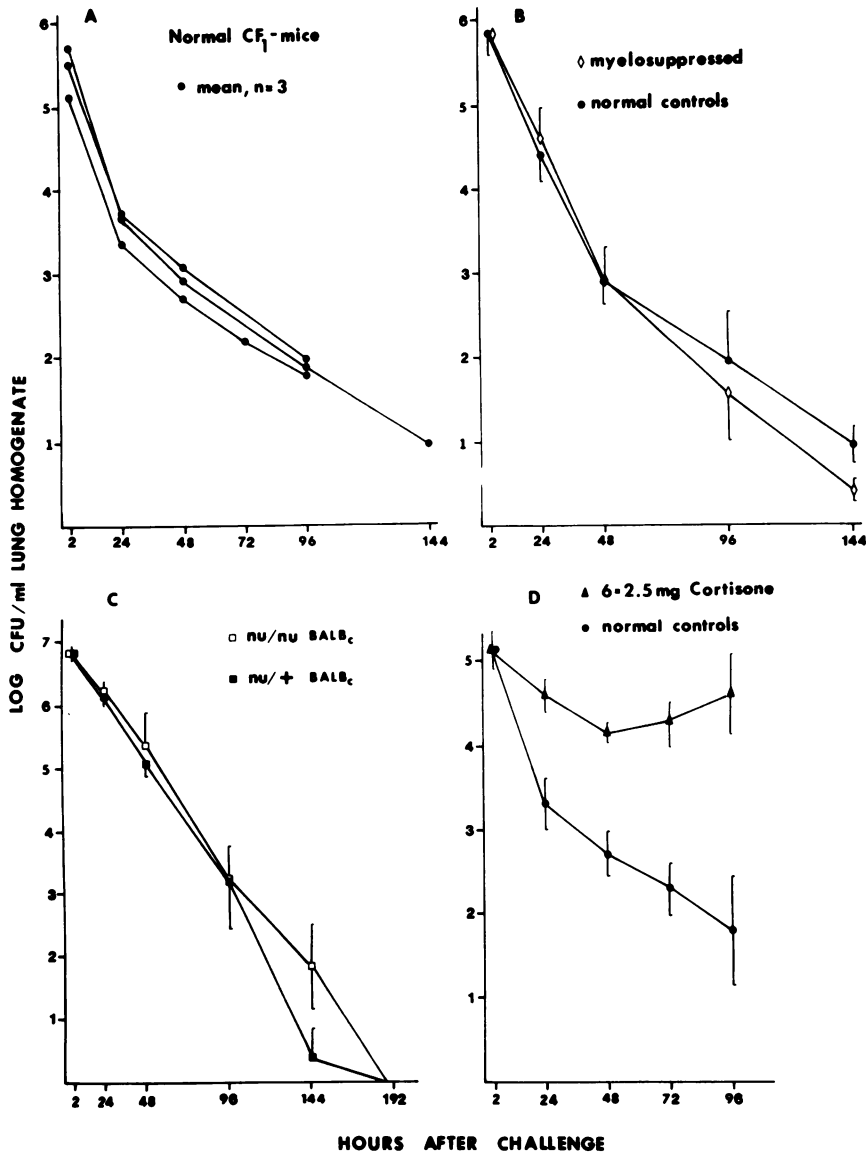 LOG CFU/ml LUNG HOMOGENATE
A
Normal CF1-mice
mean, n=3
6
5
4
3
2
1
2 24 48 72 96 144
B
myelosuppressed
normal controls
6
5
4
3
2
1
2 24 48 96 144
C
nu/nu BALBc
nu/+ BALBc
7
6
5
4
3
2
1
2 24 48 96 144 192
D
6×2.5mg Cortisone
normal controls
5
4
3
2
1
2 24 48 72 96
HOURS AFTER CHALLENGE